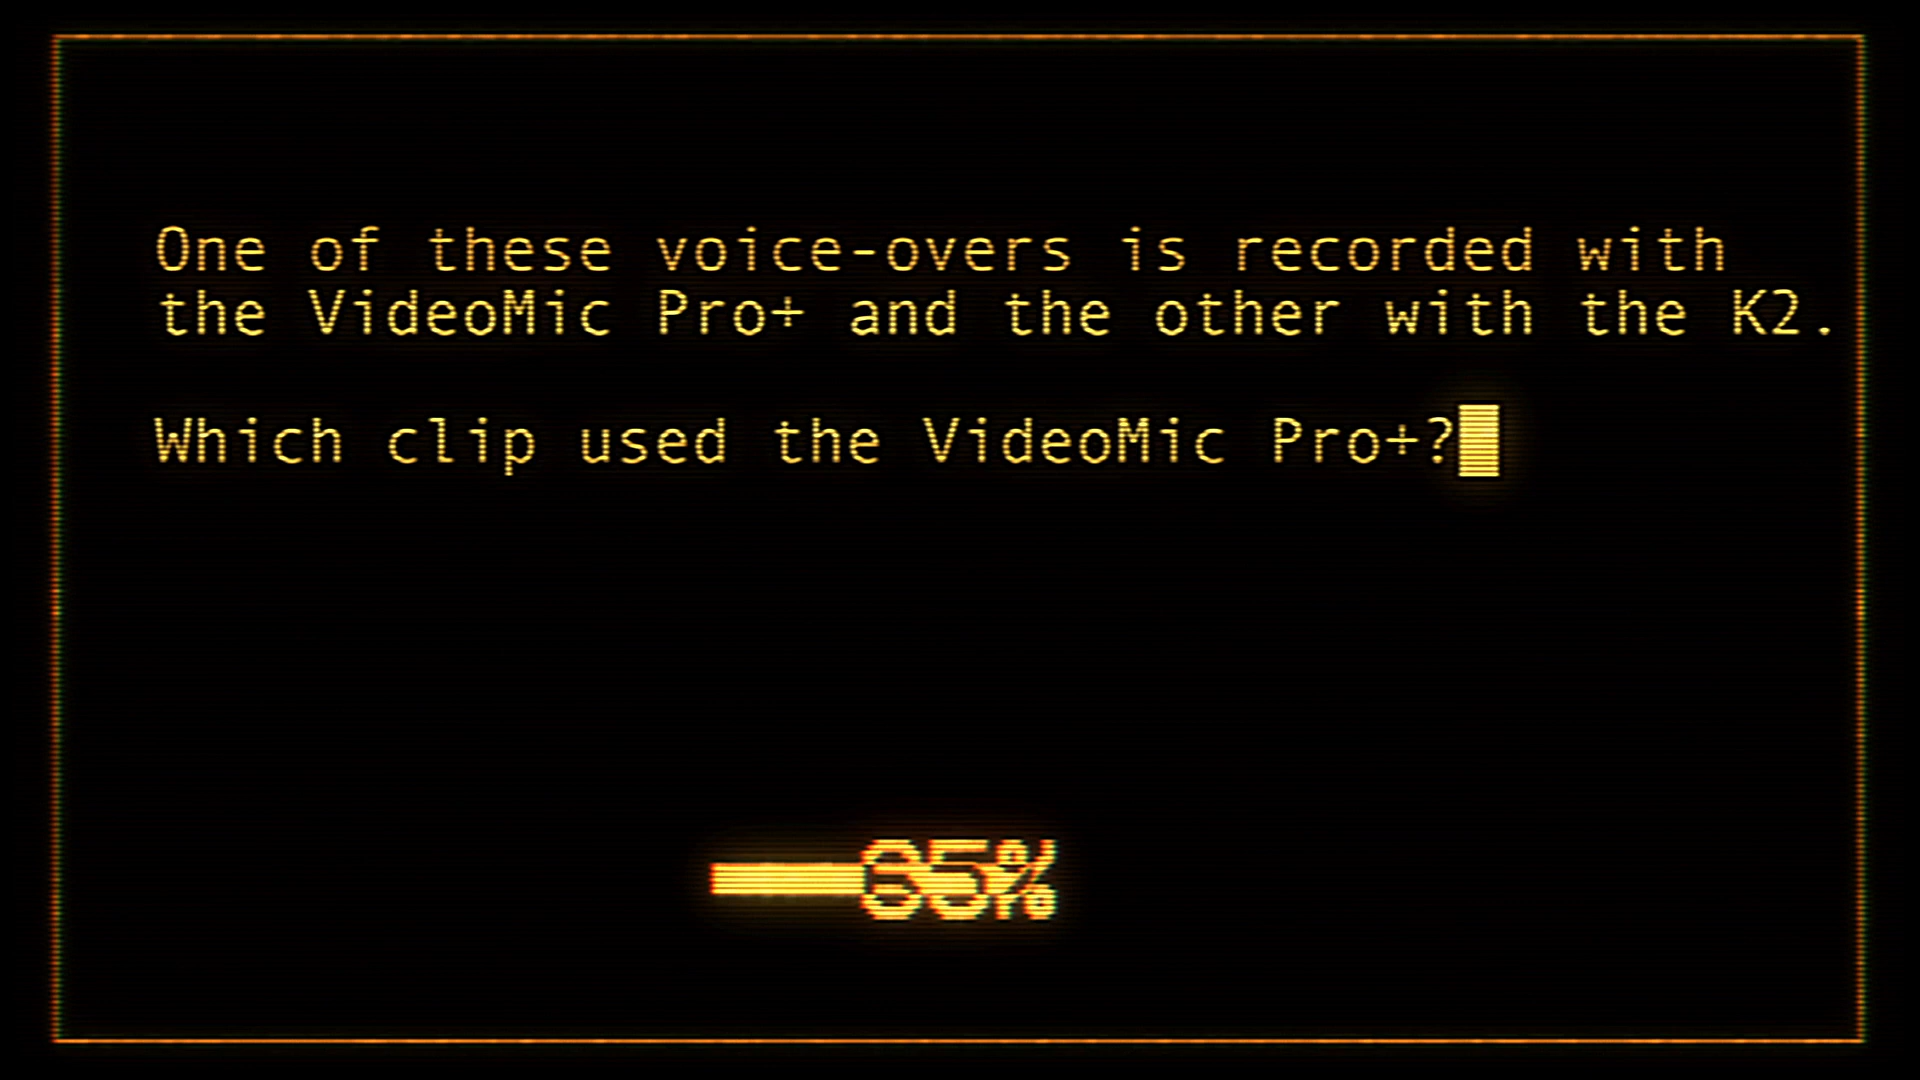 One of these voice-overs is recorded with
the VideoMic Pro+ and the other with the K2.
Which clip used the VideoMic Pro+?
65%